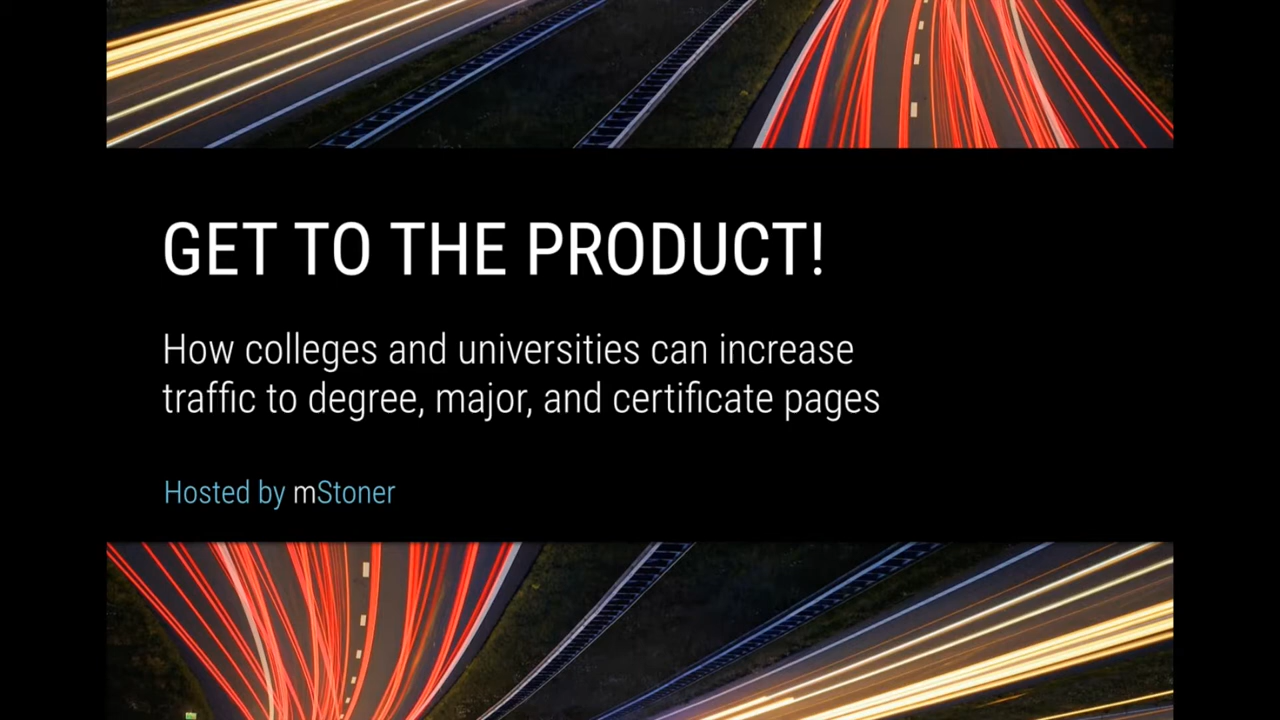 GET TO THE PRODUCT!
How colleges and universities can increase
traffic to degree, major, and certificate pages
Hosted by mStoner